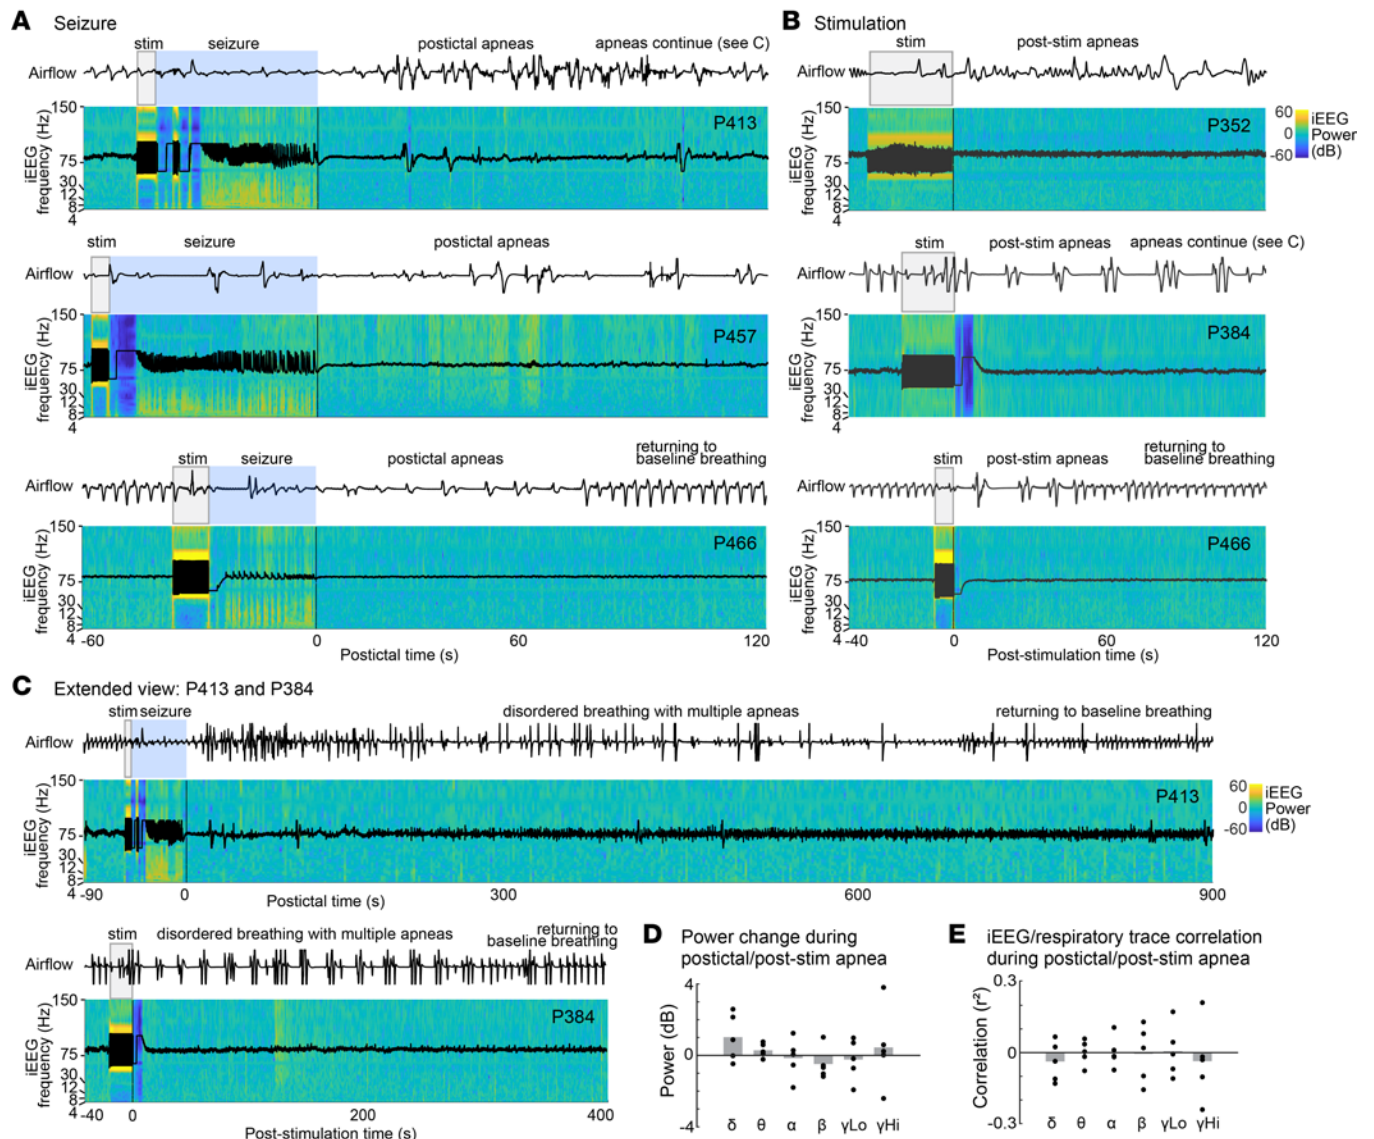 A Seizure
stim seizure postictal apneas apneas continue (see C)
Airflow
150
75
30
12
8
4
iEEG
frequency (Hz)
P413
stim seizure postictal apneas
Airflow
150
75
30
12
8
4
iEEG
frequency (Hz)
P457
stim seizure postictal apneas returning to
baseline breathing
Airflow
150
75
30
12
8
4
iEEG
frequency (Hz)
P466
-60 0 60 120
Postictal time (s)
B Stimulation
stim post-stim apneas
Airflow
150
75
30
12
8
4
iEEG
frequency (Hz)
P352
60
0
-60
iEEG
Power
(dB)
stim post-stim apneas apneas continue (see C)
Airflow
150
75
30
12
8
4
iEEG
frequency (Hz)
P384
stim post-stim apneas returning to
baseline breathing
Airflow
150
75
30
12
8
4
iEEG
frequency (Hz)
P466
-40 0 60 120
Post-stimulation time (s)
C Extended view: P413 and P384
stim seizure disordered breathing with multiple apneas returning to baseline breathing
Airflow
150
75
30
12
8
4
iEEG
frequency (Hz)
P413
60
0
-60
iEEG
Power
(dB)
-90 0 300 600 900
Postictal time (s)
stim disordered breathing with multiple apneas returning to
baseline breathing
Airflow
150
75
30
12
8
4
iEEG
frequency (Hz)
P384
-40 0 200 400
Post-stimulation time (s)
D Power change during
postictal/post-stim apnea
4
0
-4
Power (dB)
δ θ α β γLo γHi
E iEEG/respiratory trace correlation
during postictal/post-stim apnea
0.3
0
-0.3
Correlation (r²)
δ θ α β γLo γHi